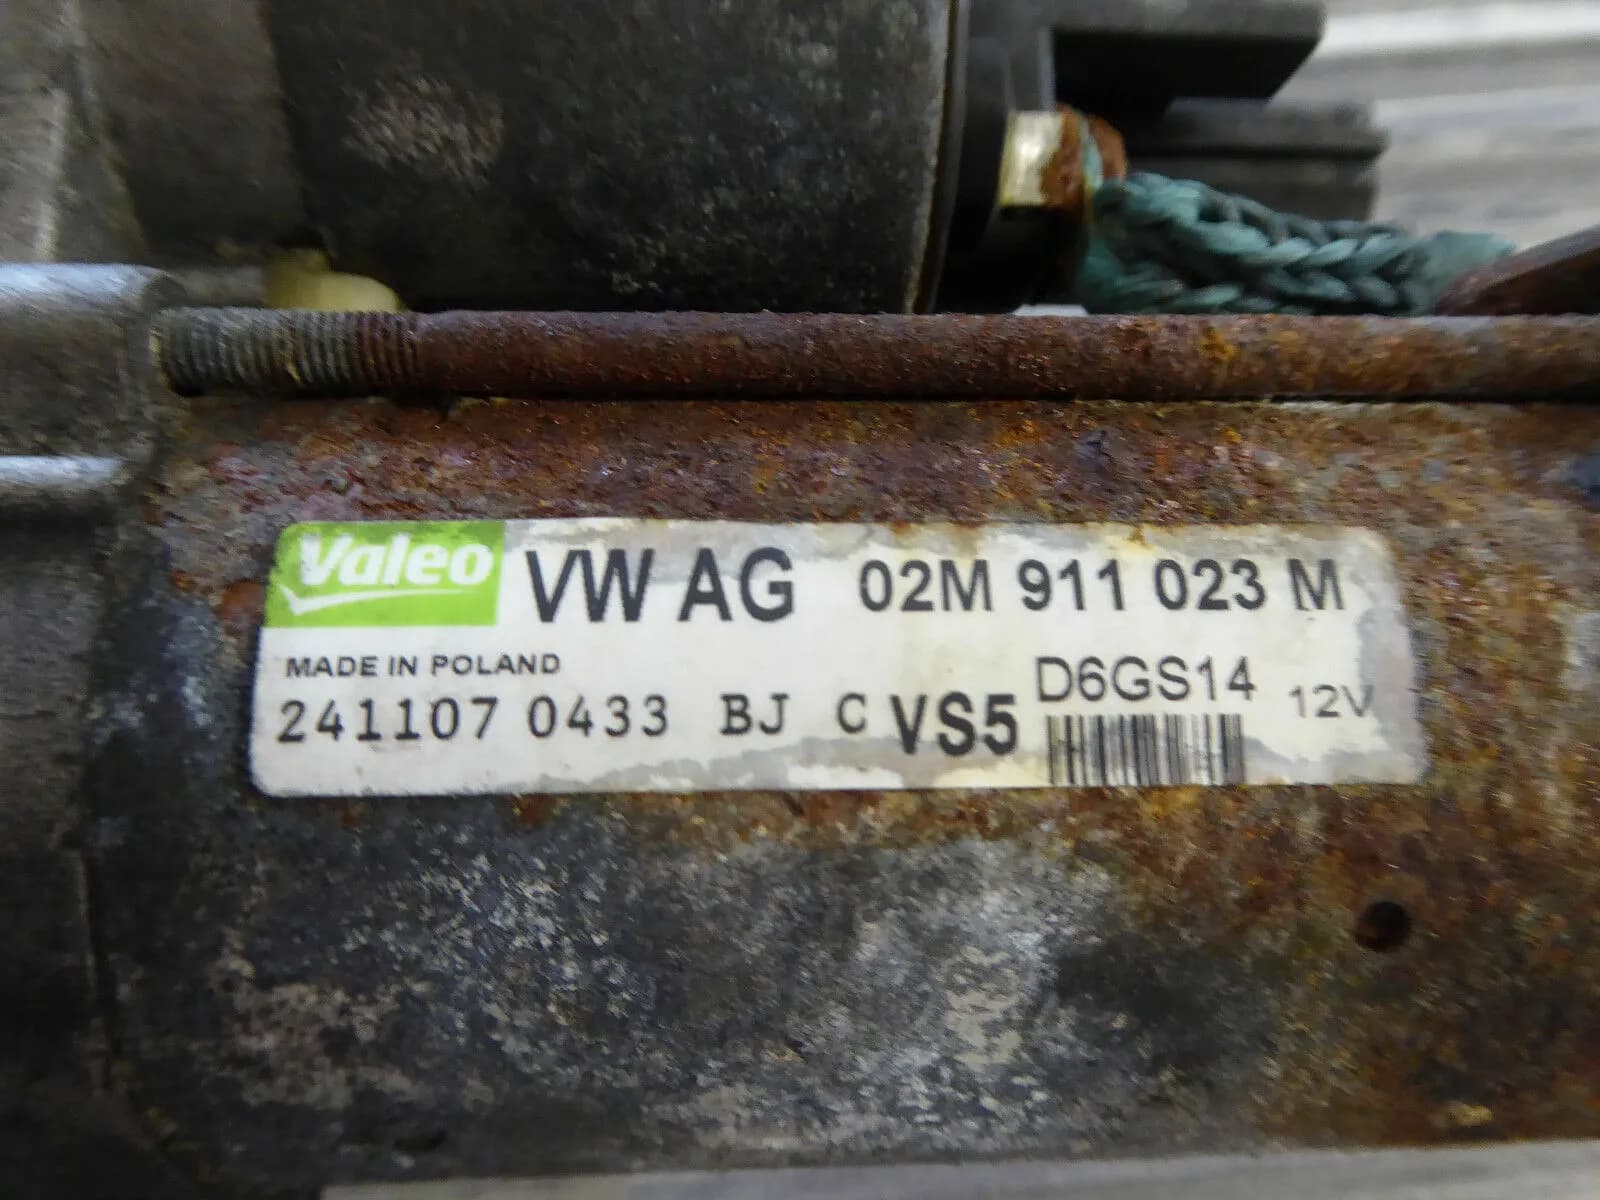 Valeo VW AG 02M 911 023 M
MADE IN POLAND
241107 0433 BJ C VS5 D6GS14 12V